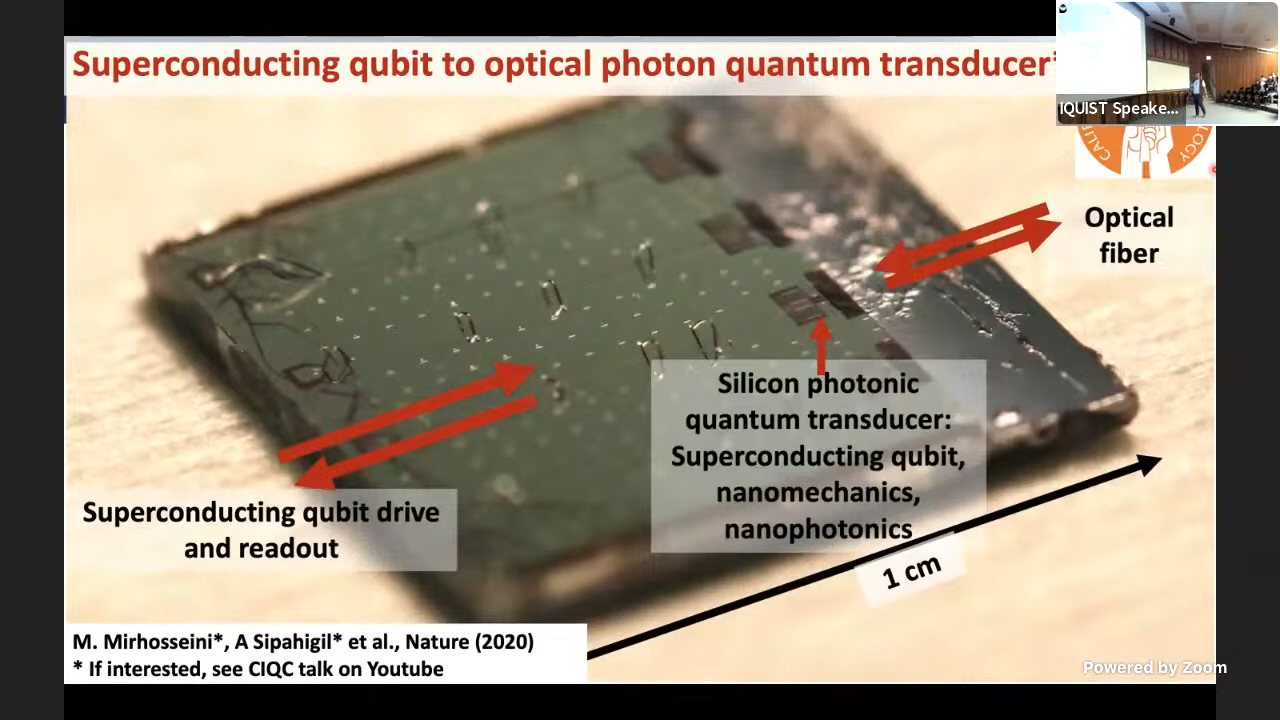 Superconducting qubit to optical photon quantum transducer*
IQUIST Speake...
CALIF
OLOGY
Optical
fiber
Silicon photonic
quantum transducer:
Superconducting qubit,
nanomechanics,
nanophotonics
Superconducting qubit drive
and readout
1 cm
M. Mirhosseini*, A Sipahigil* et al., Nature (2020)
* If interested, see CIQC talk on Youtube
Powered by Zoom